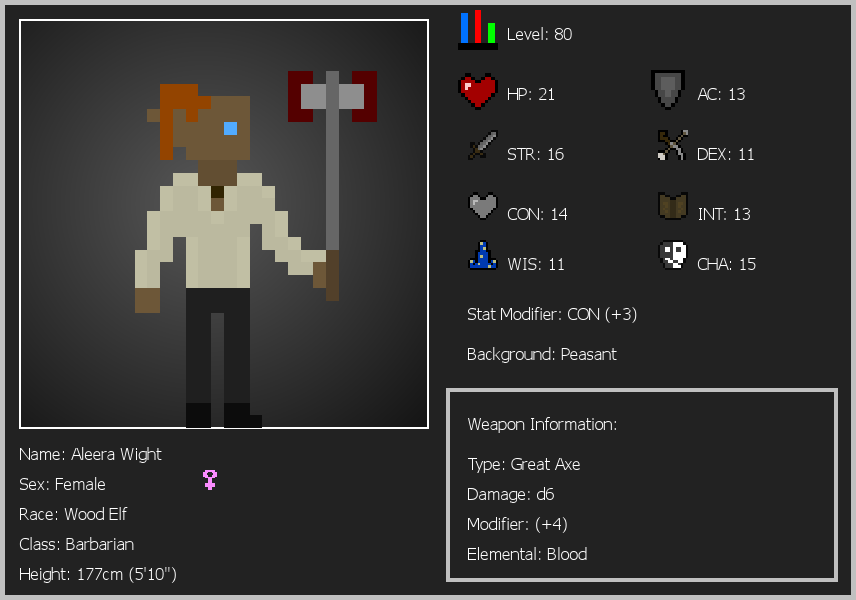 Level: 80
HP: 21
AC: 13
STR: 16
DEX: 11
CON: 14
INT: 13
WIS: 11
CHA: 15
Stat Modifier: CON (+3)
Background: Peasant
Weapon Information:
Type: Great Axe
Damage: d6
Modifier: (+4)
Elemental: Blood
Name: Aleera Wight
Sex: Female
Race: Wood Elf
Class: Barbarian
Height: 177cm (5'10")